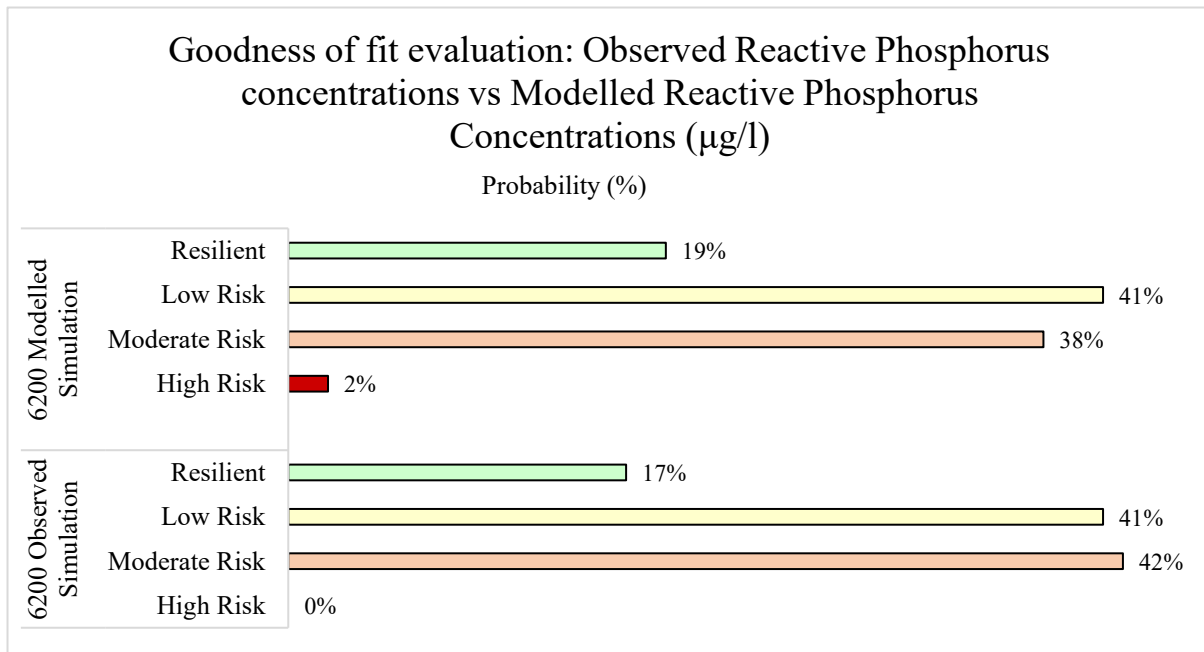 Goodness of fit evaluation: Observed Reactive Phosphorus
concentrations vs Modelled Reactive Phosphorus
Concentrations (µg/l)
Probability (%)
6200 Modelled
Simulation
Resilient 19%
Low Risk 41%
Moderate Risk 38%
High Risk 2%
6200 Observed
Simulation
Resilient 17%
Low Risk 41%
Moderate Risk 42%
High Risk 0%